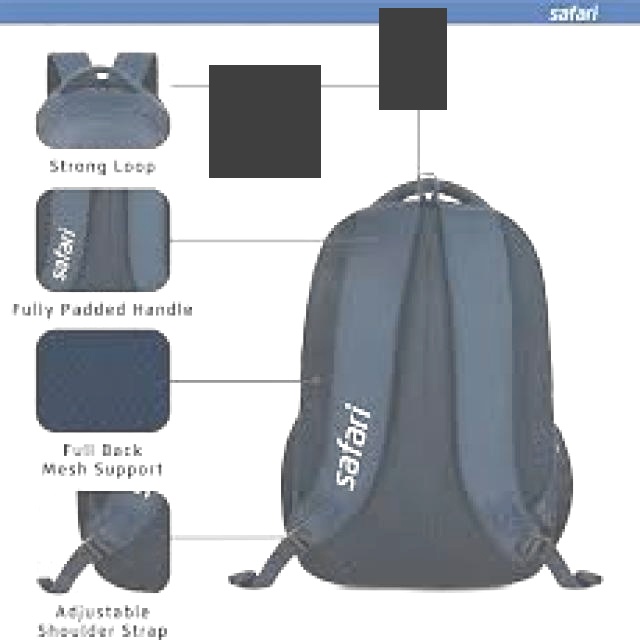 safari
Strong Loop
safari
Fully Padded Handle
Full Back
Mesh Support
safari
Adjustable
Shoulder Strap